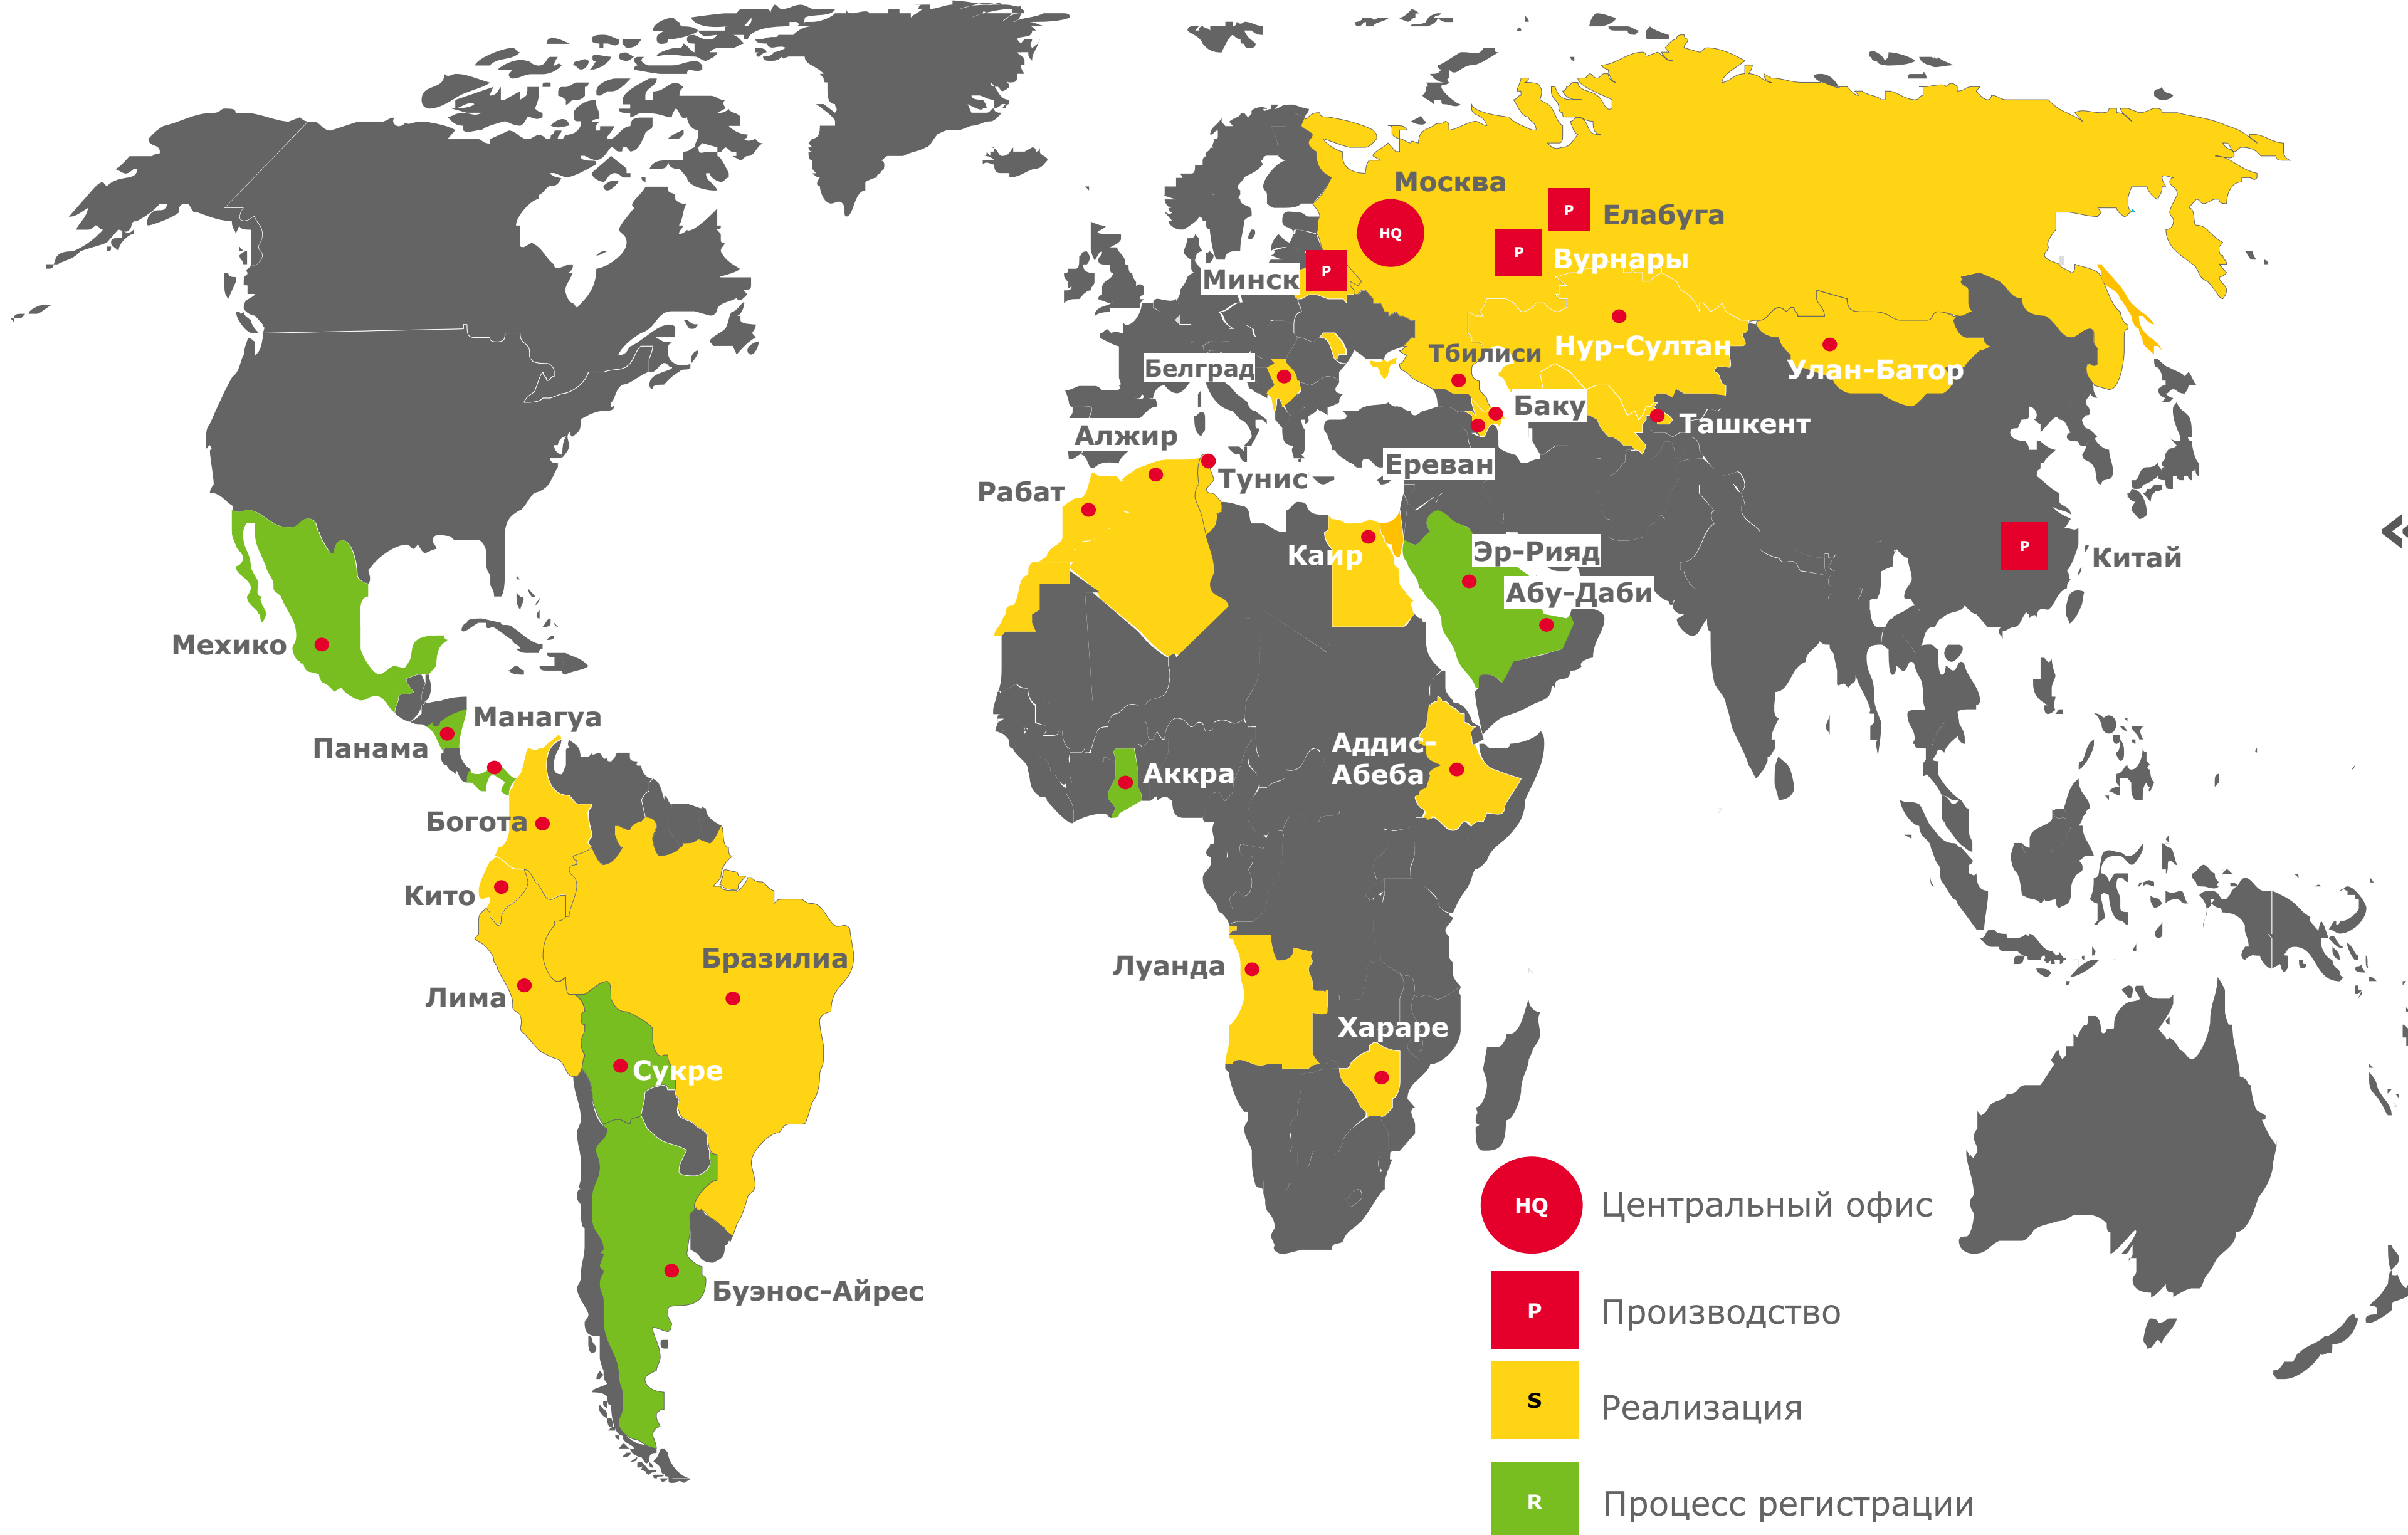 Москва
HQ
P
Елабуга
P
Вурнары
Минск
P
Нур-Султан
Тбилиси
Белград
Улан-Батор
Баку
Ташкент
Алжир
Ереван
Тунис
Рабат
Каир
Эр-Рияд
P
Китай
Абу-Даби
Мехико
Манагуа
Панама
Аддис-
Абеба
Аккра
Богота
Кито
Бразилиа
Луанда
Лима
Хараре
Сукре
Буэнос-Айрес
HQ
Центральный офис
P
Производство
S
Реализация
R
Процесс регистрации